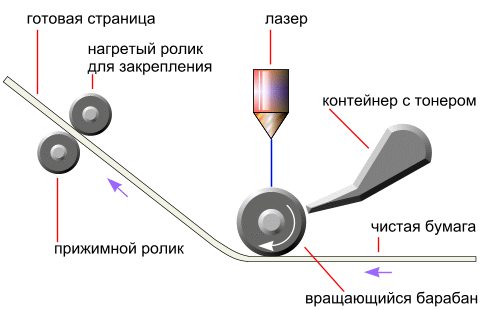 готовая страница
лазер
нагретый ролик
для закрепления
контейнер с тонером
чистая бумага
прижимной ролик
вращающийся барабан